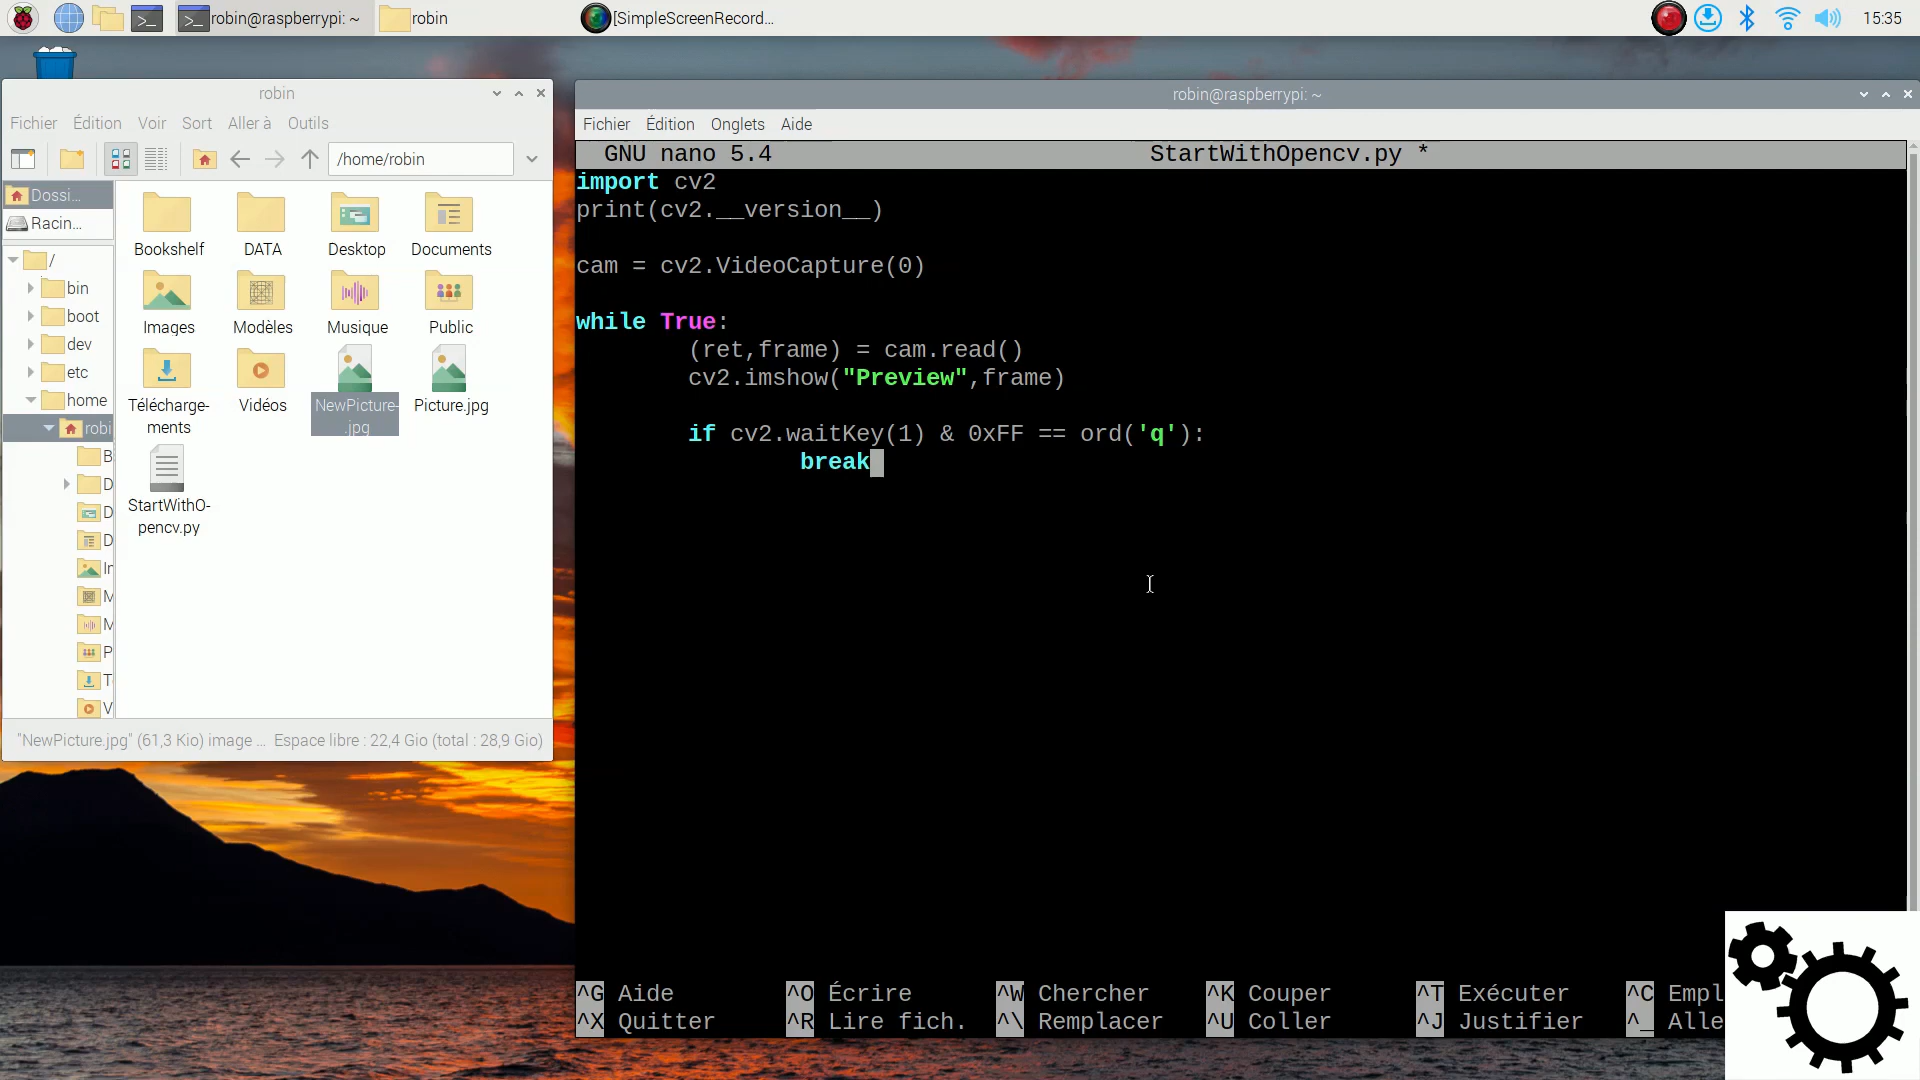 robin@raspberrypi: ~
robin
[SimpleScreenRecord...
15:35
robin
Fichier Édition Voir Sort Aller à Outils
/home/robin
Dossi...
Racin...
/
bin
boot
dev
etc
home
robi
B
D
D
D
In
M
M
P
T
V
Bookshelf
DATA
Desktop
Documents
Images
Modèles
Musique
Public
Télécharge-
ments
Vidéos
NewPicture-
.jpg
Picture.jpg
StartWithO-
pencv.py
"NewPicture.jpg" (61,3 Kio) image ... Espace libre : 22,4 Gio (total : 28,9 Gio)
robin@raspberrypi: ~
Fichier Édition Onglets Aide
GNU nano 5.4 StartWithOpencv.py *
import cv2
print(cv2.__version__)
cam = cv2.VideoCapture(0)
while True:
(ret,frame) = cam.read()
cv2.imshow("Preview",frame)
if cv2.waitKey(1) & 0xFF == ord('q'):
break
^G Aide ^O Écrire ^W Chercher ^K Couper ^T Exécuter ^C Empl
^X Quitter ^R Lire fich. ^\ Remplacer ^U Coller ^J Justifier ^_ Alle